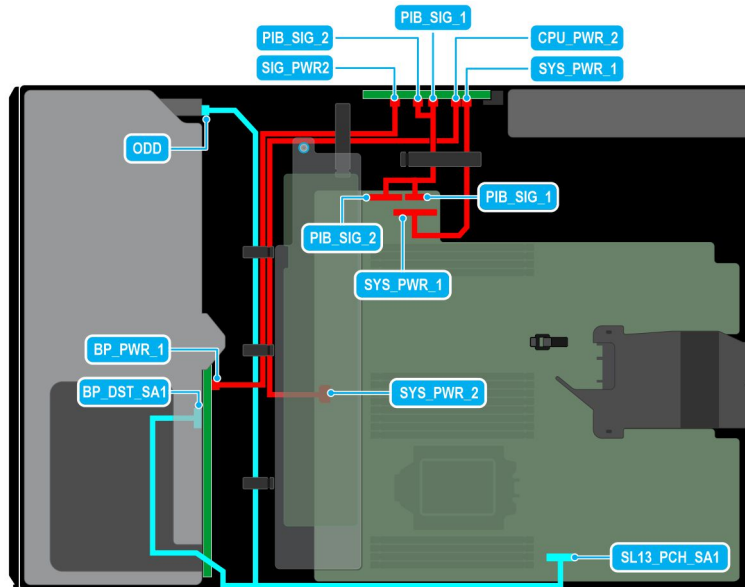 PIB_SIG_1
PIB_SIG_2
CPU_PWR_2
SIG_PWR2
SYS_PWR_1
ODD
PIB_SIG_1
PIB_SIG_2
SYS_PWR_1
BP_PWR_1
BP_DST_SA1
SYS_PWR_2
SL13_PCH_SA1